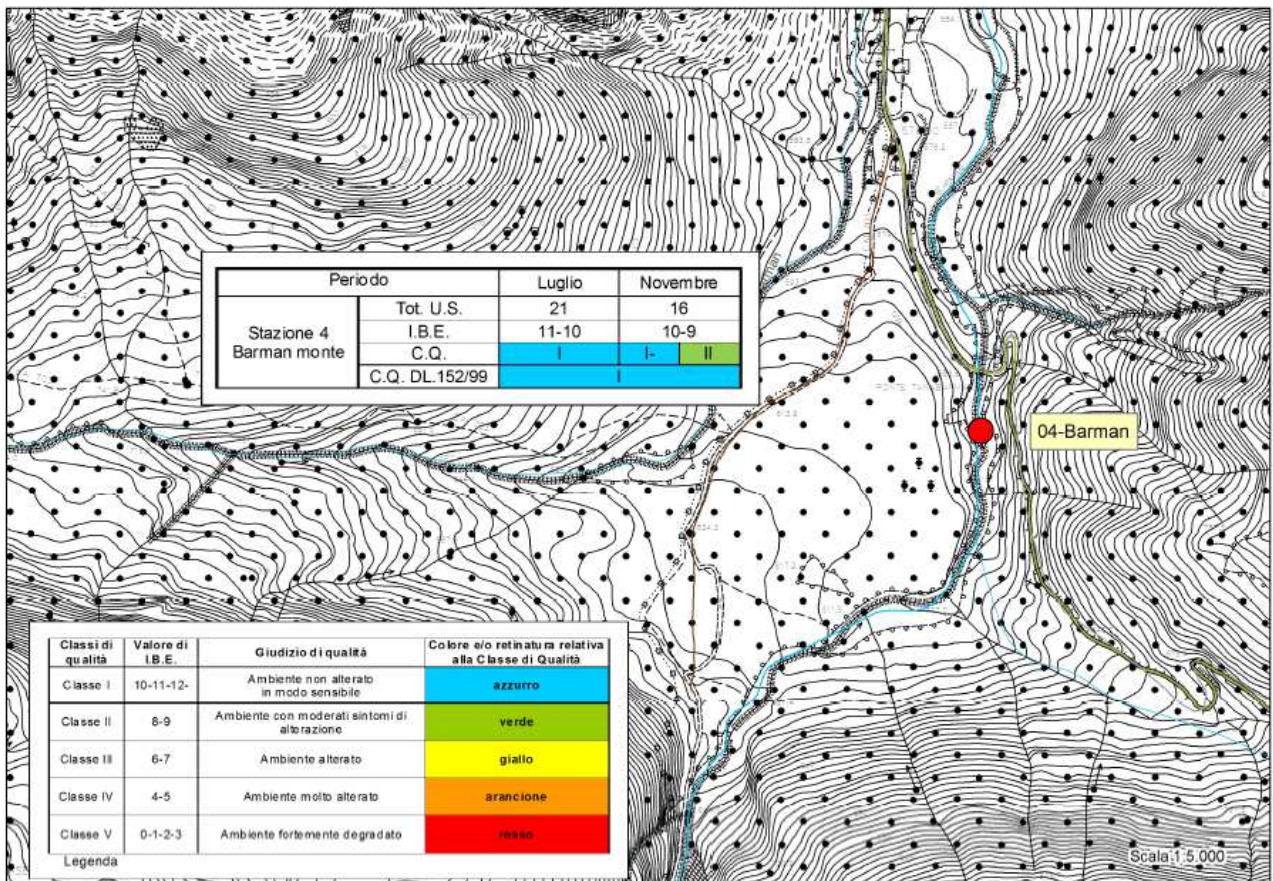 Periodo Luglio Novembre
Stazione 4
Barman monte
Tot. U.S. 21 16
I.B.E. 11-10 10-9
C.Q. I I- II
C.Q. DL.152/99 I
04-Barman
Classi di qualità Valore di I.B.E. Giudizio di qualità Colore e/o retinatura relativa alla Classe di Qualità
Classe I 10-11-12- Ambiente non alterato in modo sensibile azzurro
Classe II 8-9 Ambiente con moderati sintomi di alterazione verde
Classe III 6-7 Ambiente alterato giallo
Classe IV 4-5 Ambiente molto alterato arancione
Classe V 0-1-2-3 Ambiente fortemente degradato rosso
Legenda
Scala 1:5.000